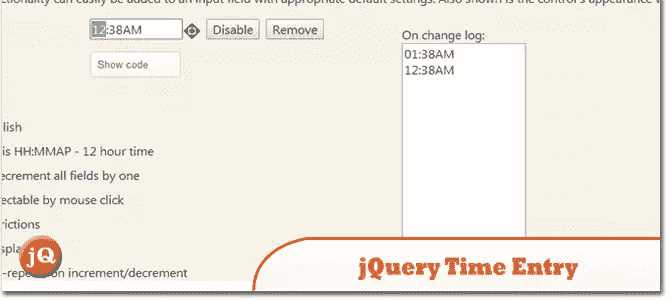 ctionality can easily be added to an input field with appropriate default settings. Also shown is the control's appearance
12:38AM Disable Remove
Show code
On change log:
01:38AM
12:38AM
lish
is HH:MMAP - 12 hour time
ecrement all fields by one
ectable by mouse click
rictions
spla
-repe on increment/decrement
jQ
jQuery Time Entry